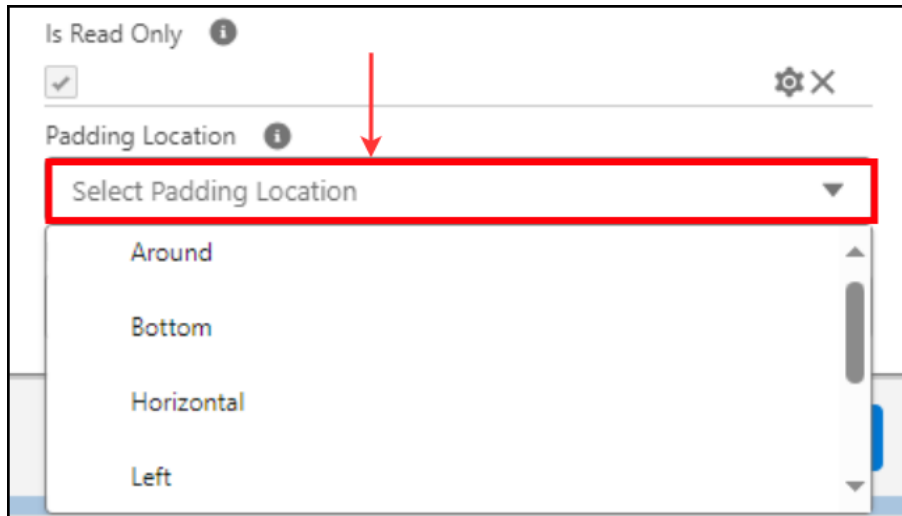 Is Read Only
Padding Location
Select Padding Location
Around
Bottom
Horizontal
Left